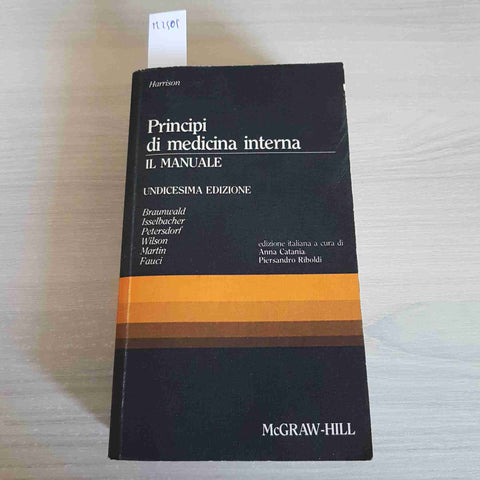 Harrison
Principi
di medicina interna
IL MANUALE
UNDICESIMA EDIZIONE
Braunwald
Isselbacher
Petersdorf
Wilson
Martin
Fauci
edizione italiana a cura di
Anna Catania
Piersandro Riboldi
McGRAW-HILL